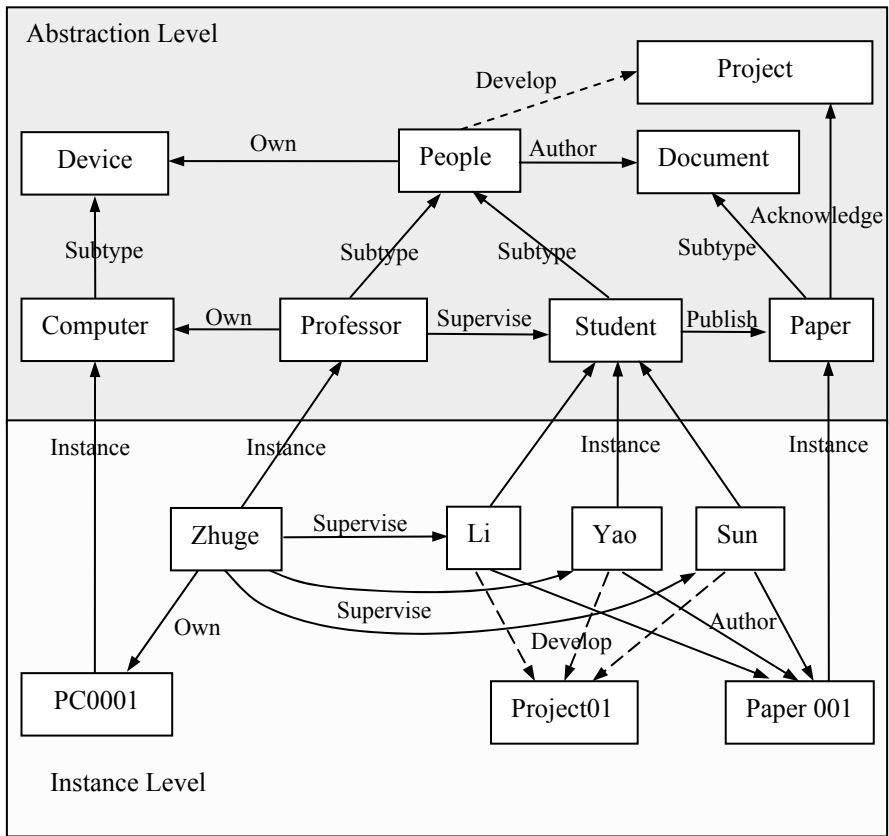 Abstraction Level
Project
Develop
Device
Own
People
Author
Document
Acknowledge
Subtype
Subtype
Subtype
Subtype
Computer
Own
Professor
Supervise
Student
Publish
Paper
Instance
Instance
Instance
Instance
Zhuge
Supervise
Li
Yao
Sun
Own
Supervise
Develop
Author
PC0001
Project01
Paper 001
Instance Level